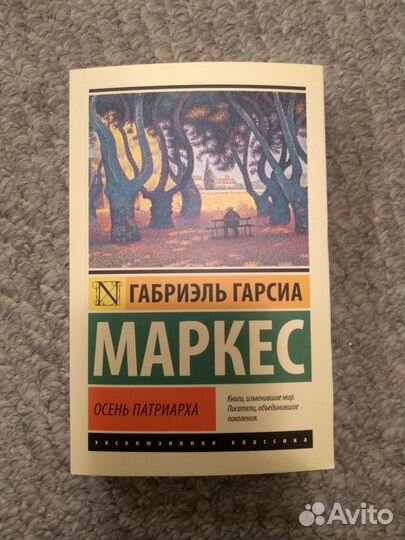 N
ГАБРИЭЛЬ ГАРСИА
МАРКЕС
ОСЕНЬ ПАТРИАРХА
Книги, изменившие мир.
Писатели, объединившие
поколения.
эксклюзивная классика
Avito